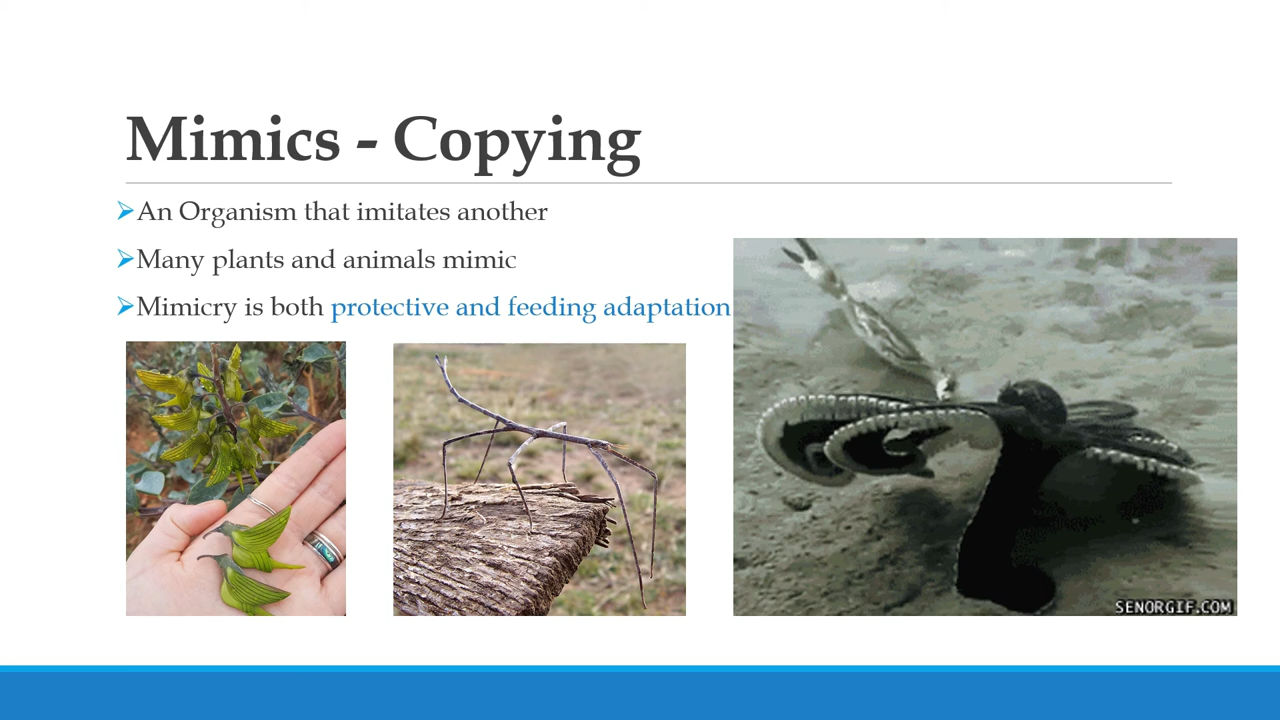 Mimics - Copying
➢An Organism that imitates another
➢Many plants and animals mimic
➢Mimicry is both protective and feeding adaptation
SENORGIF.COM